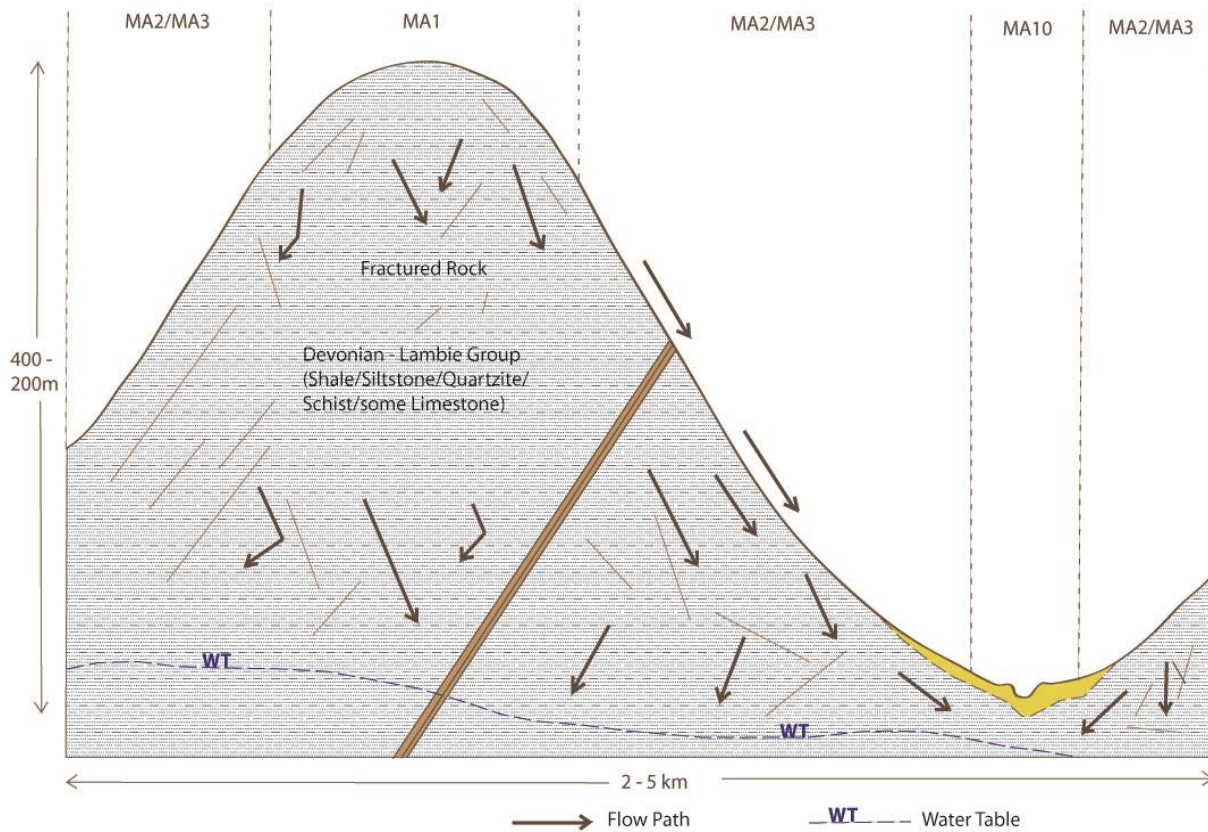 MA2/MA3
MA1
MA2/MA3
MA10
MA2/MA3
Fractured Rock
400 -
200m
Devonian - Lambie Group
(Shale/Siltstone/Quartzite/
Schist/some Limestone)
WT
WT
2 - 5 km
Flow Path
WT
Water Table